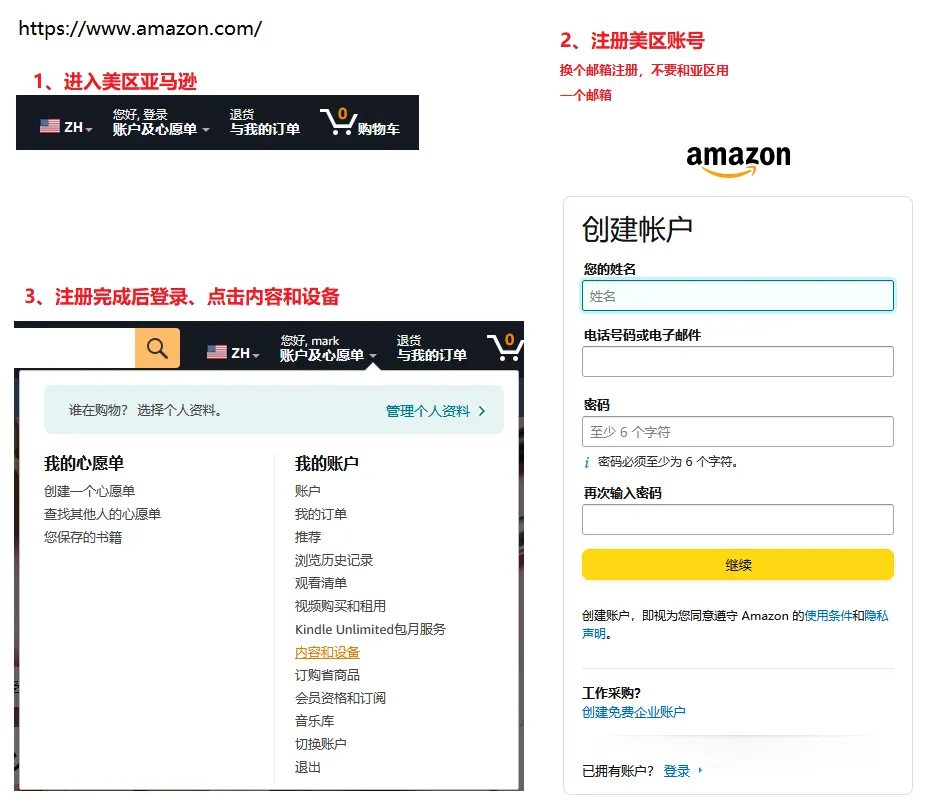 https://www.amazon.com/
1、进入美区亚马逊
ZH
您好, 登录
账户及心愿单
退货
与我的订单
0
购物车
2、注册美区账号
换个邮箱注册，不要和亚区用
一个邮箱
amazon
创建帐户
您的姓名
姓名
电话号码或电子邮件
密码
至少 6 个字符
i 密码必须至少为 6 个字符。
再次输入密码
继续
创建账户，即视为您同意遵守 Amazon 的使用条件和隐私
声明。
工作采购?
创建免费企业账户
已拥有账户? 登录
3、注册完成后登录、点击内容和设备
ZH
您好, mark
账户及心愿单
退货
与我的订单
0
谁在购物? 选择个人资料。
管理个人资料
我的心愿单
创建一个心愿单
查找其他人的心愿单
您保存的书籍
我的账户
账户
我的订单
推荐
浏览历史记录
观看清单
视频购买和租用
Kindle Unlimited包月服务
内容和设备
订购省商品
会员资格和订阅
音乐库
切换账户
退出